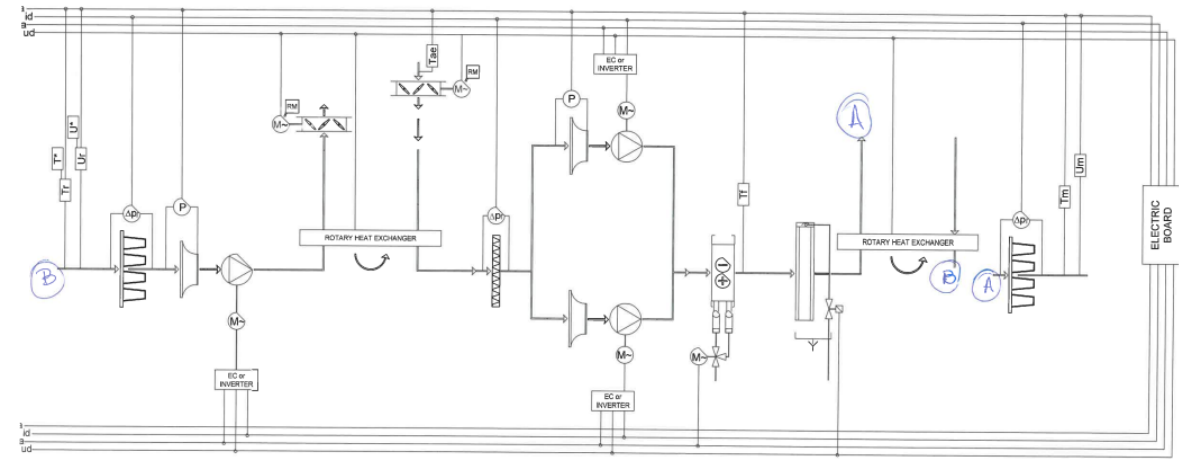 a
id
a
ud
T*
Tr
U*
Ur
Δp
P
M~
EC or
INVERTER
M~
RM
ROTARY HEAT EXCHANGER
Tae
M~
RM
Δp
P
EC or
INVERTER
M~
M~
EC or
INVERTER
M~
Tf
A
ROTARY HEAT EXCHANGER
B
A
Δp
Tm
Um
ELECTRIC
BOARD
B
a
id
a
ud